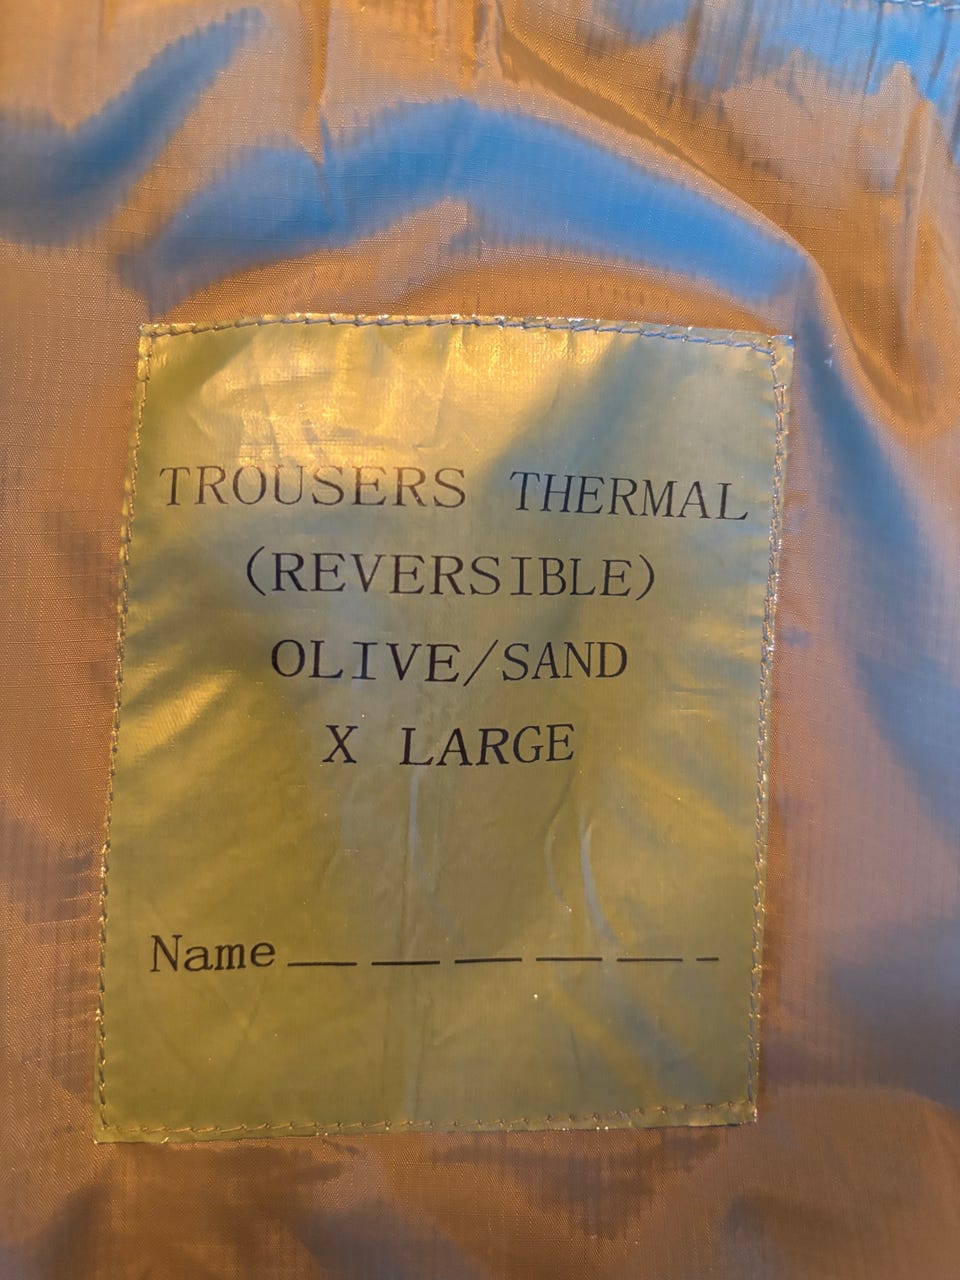 TROUSERS THERMAL
(REVERSIBLE)
OLIVE/SAND
X LARGE
Name